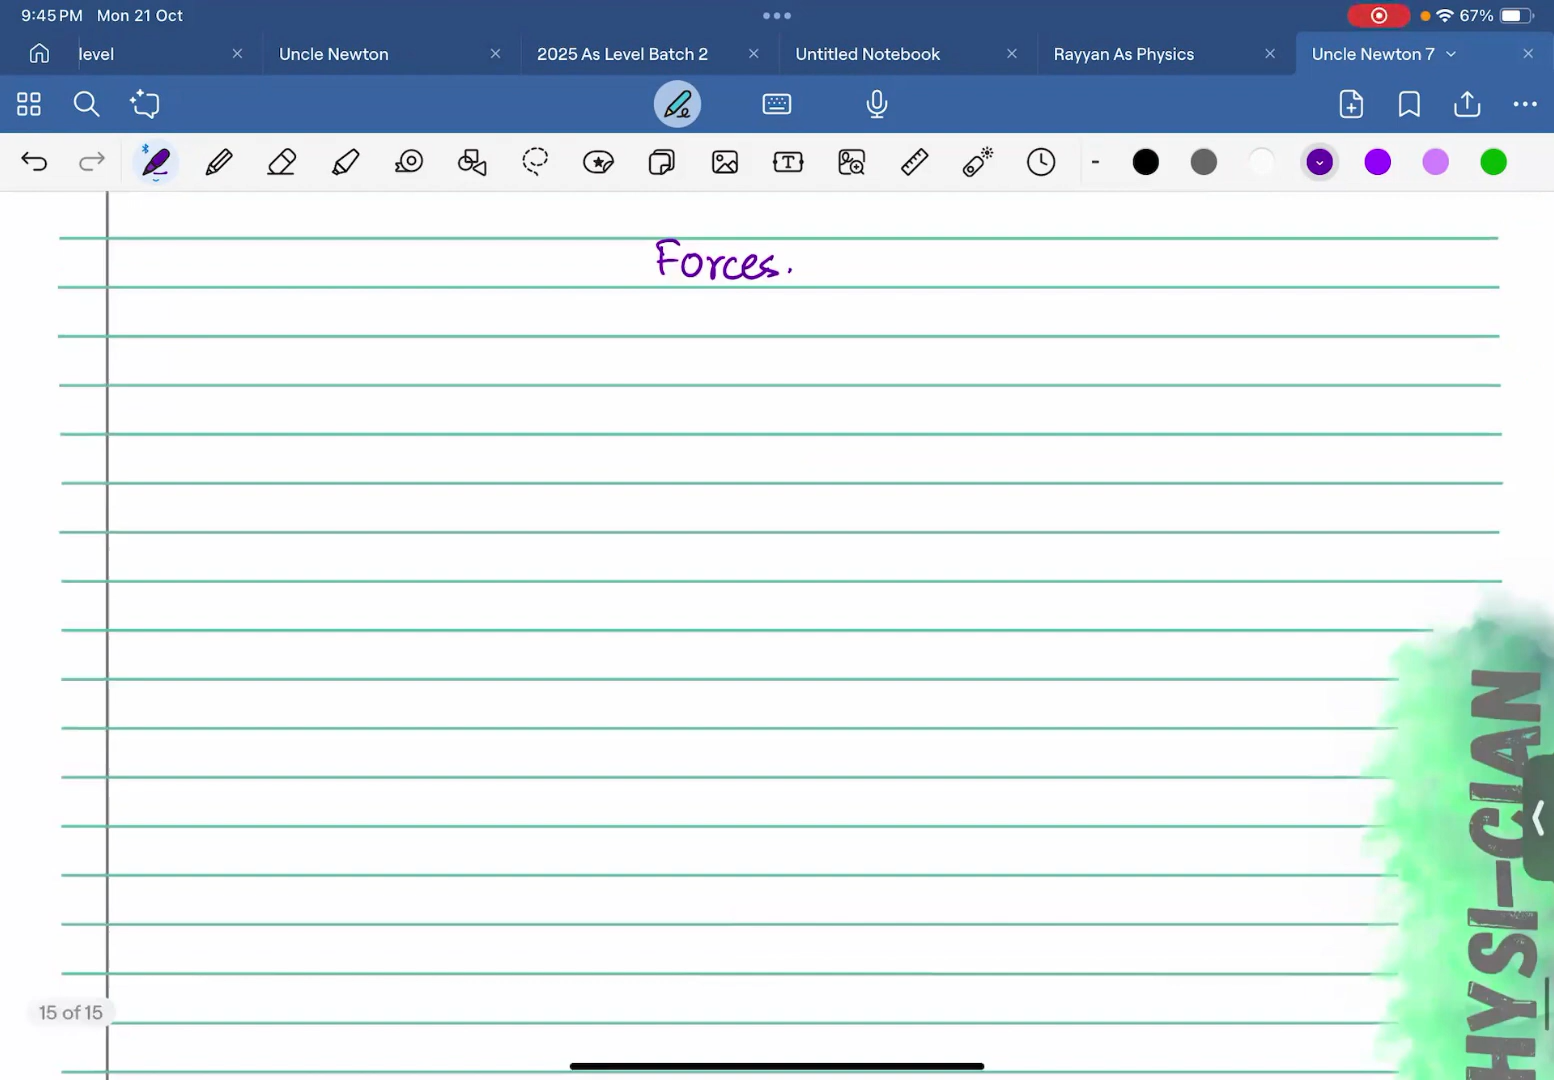 9:45 PM Mon 21 Oct
67%
level
Uncle Newton
2025 As Level Batch 2
Untitled Notebook
Rayyan As Physics
Uncle Newton 7
T
Forces.
15 of 15
HYSI-CIAN